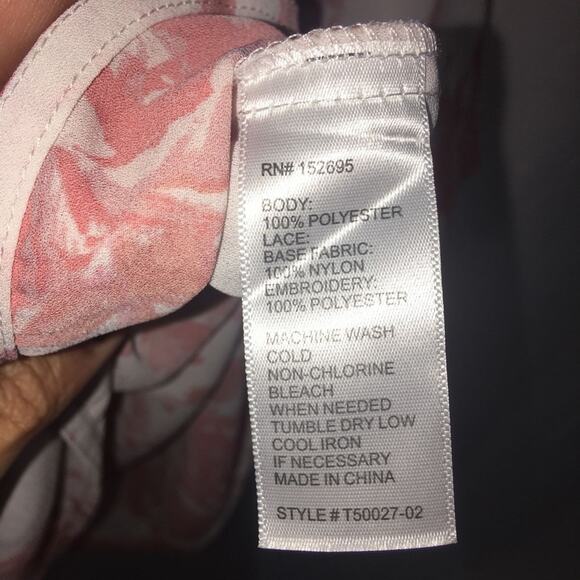 RN# 152695
BODY:
100% POLYESTER
LACE:
BASE FABRIC:
100% NYLON
EMBROIDERY:
100% POLYESTER
MACHINE WASH
COLD
NON-CHLORINE
BLEACH
WHEN NEEDED
TUMBLE DRY LOW
COOL IRON
IF NECESSARY
MADE IN CHINA
STYLE # T50027-02